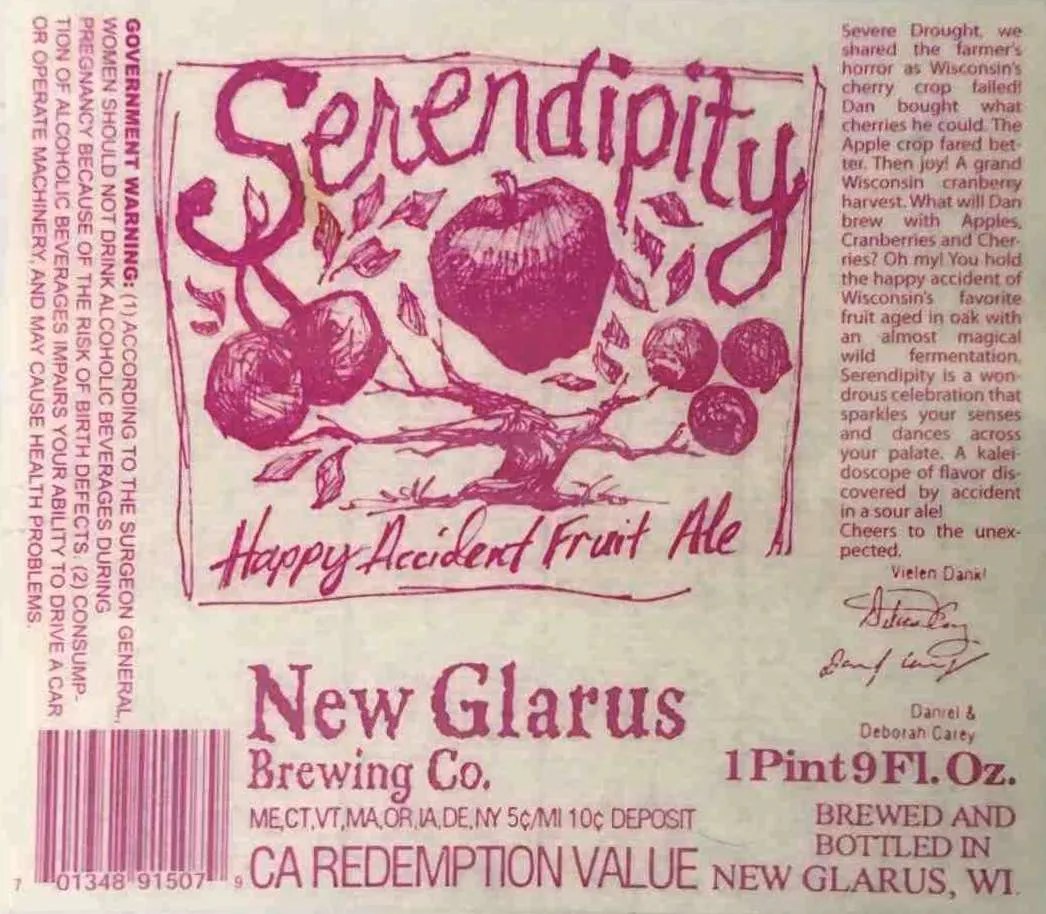 GOVERNMENT WARNING: (1) ACCORDING TO THE SURGEON GENERAL,
WOMEN SHOULD NOT DRINK ALCOHOLIC BEVERAGES DURING
PREGNANCY BECAUSE OF THE RISK OF BIRTH DEFECTS. (2) CONSUMP-
TION OF ALCOHOLIC BEVERAGES IMPAIRS YOUR ABILITY TO DRIVE A CAR
OR OPERATE MACHINERY, AND MAY CAUSE HEALTH PROBLEMS.
Serendipity
Happy Accident Fruit Ale
Severe Drought, we
shared the farmer's
horror as Wisconsin's
cherry crop failed!
Dan bought what
cherries he could. The
Apple crop fared bet-
ter. Then joy! A grand
Wisconsin cranberry
harvest. What will Dan
brew with Apples,
Cranberries and Cher-
ries? Oh my! You hold
the happy accident of
Wisconsin's favorite
fruit aged in oak with
an almost magical
wild fermentation.
Serendipity is a won-
drous celebration that
sparkles your senses
and dances across
your palate. A kalei-
doscope of flavor dis-
covered by accident
in a sour ale!
Cheers to the unex-
pected.
Vielen Dank!
Daniel &
Deborah Carey
New Glarus
Brewing Co.
ME,CT,VT,MA,OR,IA,DE,NY 5¢/MI 10¢ DEPOSIT
CA REDEMPTION VALUE
1 Pint 9 Fl. Oz.
BREWED AND
BOTTLED IN
NEW GLARUS, WI.
7 01348 91507 9